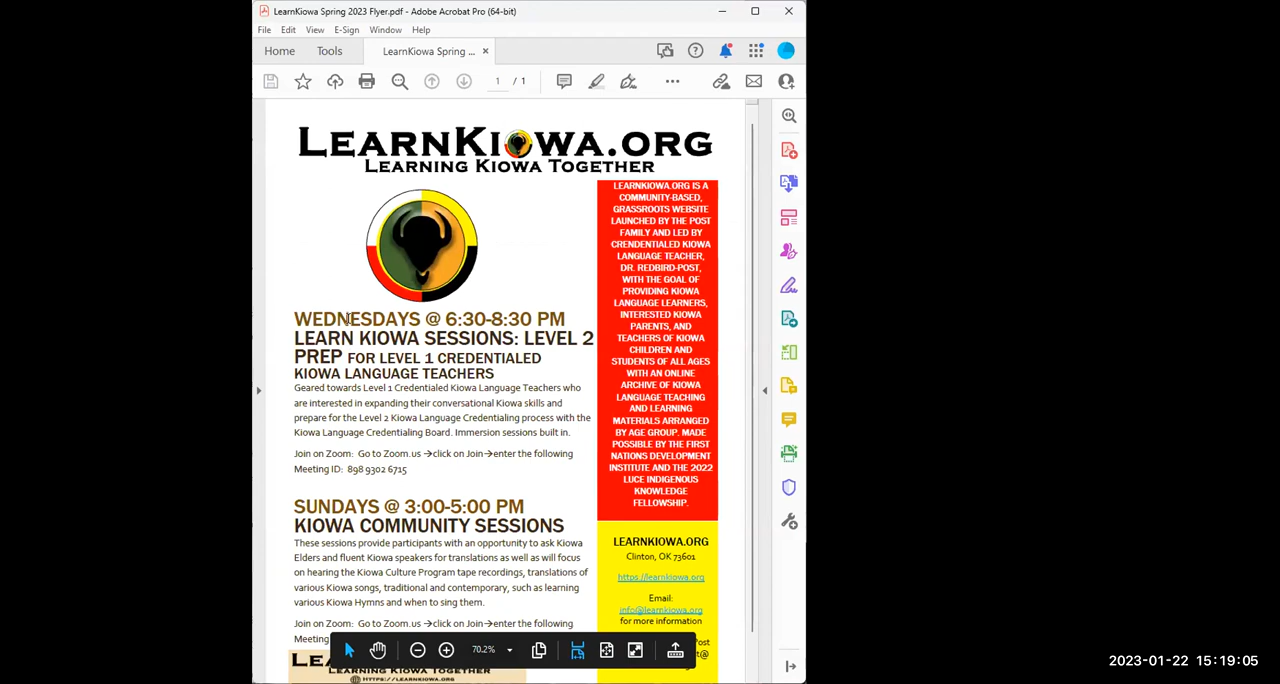 LearnKiowa Spring 2023 Flyer.pdf - Adobe Acrobat Pro (64-bit)
File Edit View E-Sign Window Help
Home Tools LearnKiowa Spring ... ×
1 / 1
LEARNKIOWA.ORG
LEARNING KIOWA TOGETHER
WEDNESDAYS @ 6:30-8:30 PM
LEARN KIOWA SESSIONS: LEVEL 2
PREP FOR LEVEL 1 CREDENTIALED
KIOWA LANGUAGE TEACHERS
Geared towards Level 1 Credentialed Kiowa Language Teachers who
are interested in expanding their conversational Kiowa skills and
prepare for the Level 2 Kiowa Language Credentialing process with the
Kiowa Language Credentialing Board. Immersion sessions built in.
Join on Zoom: Go to Zoom.us →click on Join→enter the following
Meeting ID: 898 9302 6715
SUNDAYS @ 3:00-5:00 PM
KIOWA COMMUNITY SESSIONS
These sessions provide participants with an opportunity to ask Kiowa
Elders and fluent Kiowa speakers for translations as well as will focus
on hearing the Kiowa Culture Program tape recordings, translations of
various Kiowa songs, traditional and contemporary, such as learning
various Kiowa Hymns and when to sing them.
Join on Zoom: Go to Zoom.us →click on Join→enter the following
Meeting
LEARNING KIOWA TOGETHER
HTTPS://LEARNKIOWA.ORG
LEARNKIOWA.ORG IS A
COMMUNITY-BASED,
GRASSROOTS WEBSITE
LAUNCHED BY THE POST
FAMILY AND LED BY
CRENDENTIALED KIOWA
LANGUAGE TEACHER,
DR. REDBIRD-POST,
WITH THE GOAL OF
PROVIDING KIOWA
LANGUAGE LEARNERS,
INTERESTED KIOWA
PARENTS, AND
TEACHERS OF KIOWA
CHILDREN AND
STUDENTS OF ALL AGES
WITH AN ONLINE
ARCHIVE OF KIOWA
LANGUAGE TEACHING
AND LEARNING
MATERIALS ARRANGED
BY AGE GROUP. MADE
POSSIBLE BY THE FIRST
NATIONS DEVELOPMENT
INSTITUTE AND THE 2022
LUCE INDIGENOUS
KNOWLEDGE
FELLOWSHIP.
LEARNKIOWA.ORG
Clinton, OK 73601
https://learnkiowa.org
Email:
info@learnkiowa.org
for more information
70.2%
2023-01-22 15:19:05